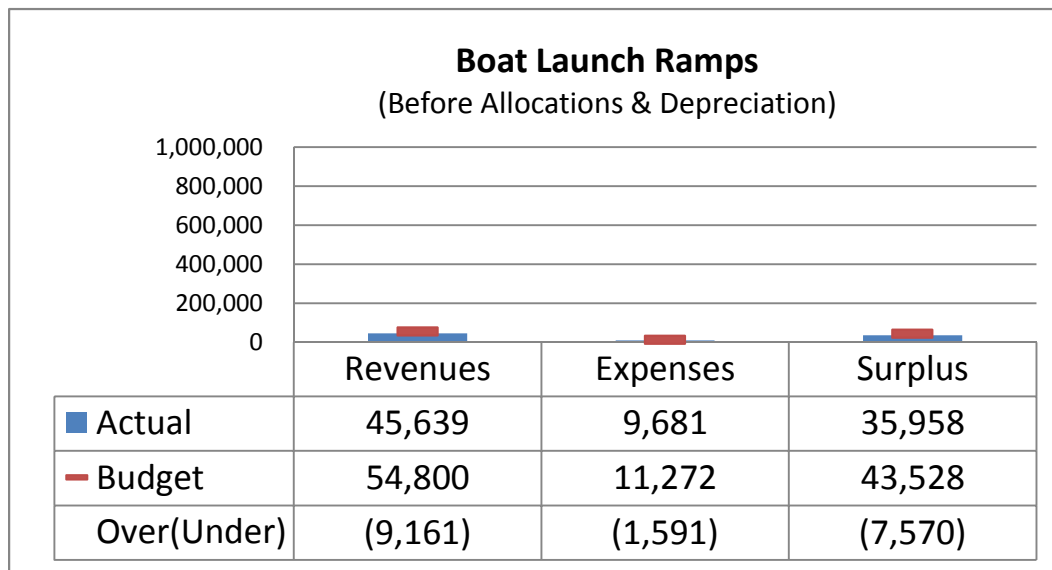 Boat Launch Ramps
(Before Allocations & Depreciation)
1,000,000
800,000
600,000
400,000
200,000
0
Revenues Expenses Surplus
Actual 45,639 9,681 35,958
Budget 54,800 11,272 43,528
Over(Under) (9,161) (1,591) (7,570)